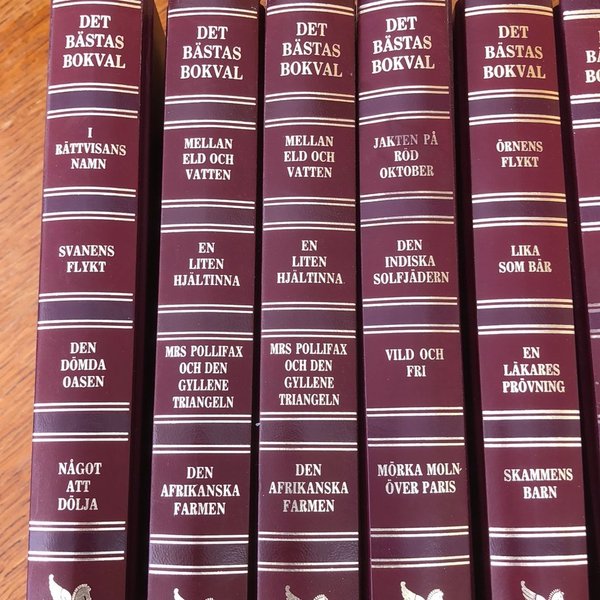 DET
BÄSTAS
BOKVAL
I
RÄTTVISANS
NAMN
SVANENS
FLYKT
DEN
DÖMDA
OASEN
NÅGOT
ATT
DÖLJA
DET
BÄSTAS
BOKVAL
MELLAN
ELD OCH
VATTEN
EN
LITEN
HJÄLTINNA
MRS POLLIFAX
OCH DEN
GYLLENE
TRIANGELN
DEN
AFRIKANSKA
FARMEN
DET
BÄSTAS
BOKVAL
MELLAN
ELD OCH
VATTEN
EN
LITEN
HJÄLTINNA
MRS POLLIFAX
OCH DEN
GYLLENE
TRIANGELN
DEN
AFRIKANSKA
FARMEN
DET
BÄSTAS
BOKVAL
JAKTEN PÅ
RÖD
OKTOBER
DEN
INDISKA
SOLFJÄDERN
VILD OCH
FRI
MÖRKA MOLN
ÖVER PARIS
DET
BÄSTAS
BOKVAL
ÖRNENS
FLYKT
LIKA
SOM BÄR
EN
LÄKARES
PRÖVNING
SKAMMENS
BARN